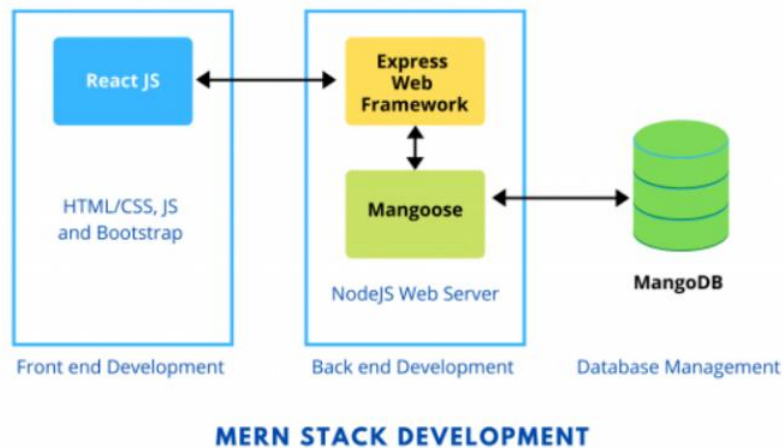 React JS
HTML/CSS, JS
and Bootstrap
Front end Development
Express
Web
Framework
Mangoose
NodeJS Web Server
Back end Development
MangoDB
Database Management
MERN STACK DEVELOPMENT